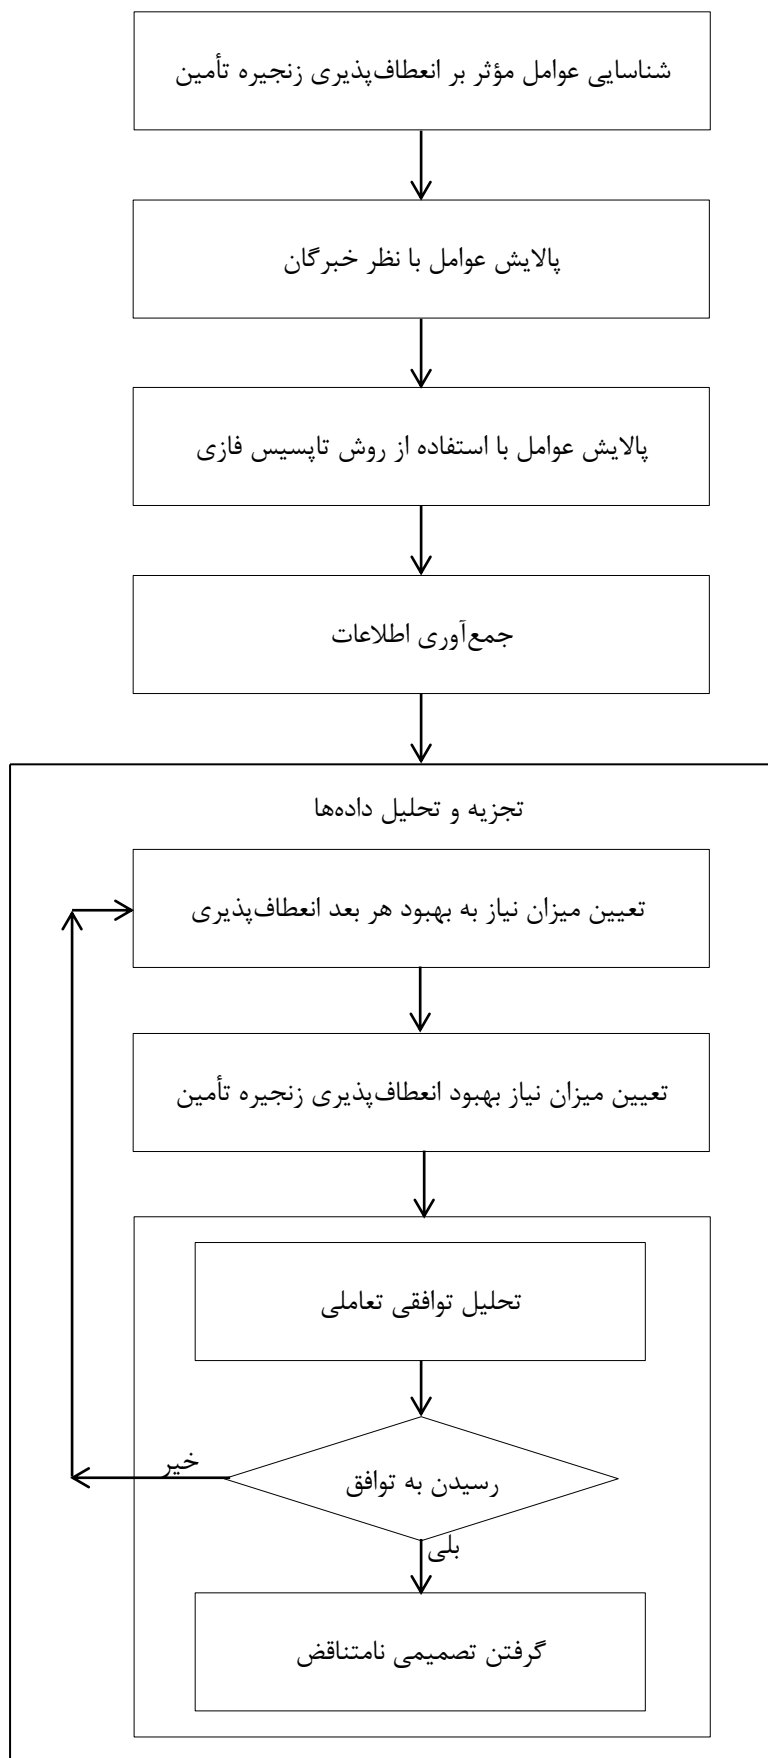 شناسایی عوامل مؤثر بر انعطاف‌پذیری زنجیره تأمین
پالایش عوامل با نظر خبرگان
پالایش عوامل با استفاده از روش تاپسیس فازی
جمع‌آوری اطلاعات
تجزیه و تحلیل داده‌ها
تعیین میزان نیاز به بهبود هر بعد انعطاف‌پذیری
تعیین میزان نیاز بهبود انعطاف‌پذیری زنجیره تأمین
تحلیل توافقی تعاملی
رسیدن به توافق
خیر
بلی
گرفتن تصمیمی نامتناقض